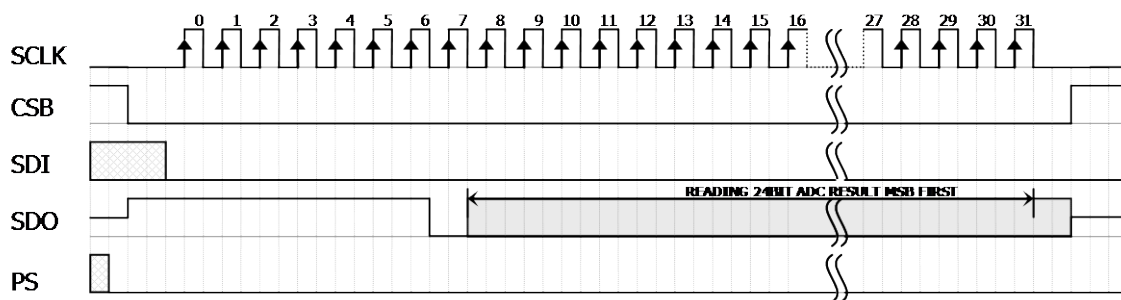 0 1 2 3 4 5 6 7 8 9 10 11 12 13 14 15 16 27 28 29 30 31
SCLK
CSB
SDI
READING 24BIT ADC RESULT MSB FIRST
SDO
PS